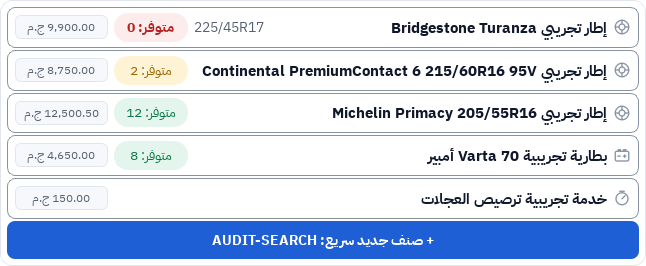 إطار تجريبي Bridgestone Turanza 225/45R17 متوفر: 0 9,900.00 ج.م
إطار تجريبي Continental PremiumContact 6 215/60R16 95V متوفر: 2 8,750.00 ج.م
إطار تجريبي Michelin Primacy 205/55R16 متوفر: 12 12,500.50 ج.م
بطارية تجريبية Varta 70 أمبير متوفر: 8 4,650.00 ج.م
خدمة تجريبية ترصيص العجلات 150.00 ج.م
+ صنف جديد سريع: AUDIT-SEARCH